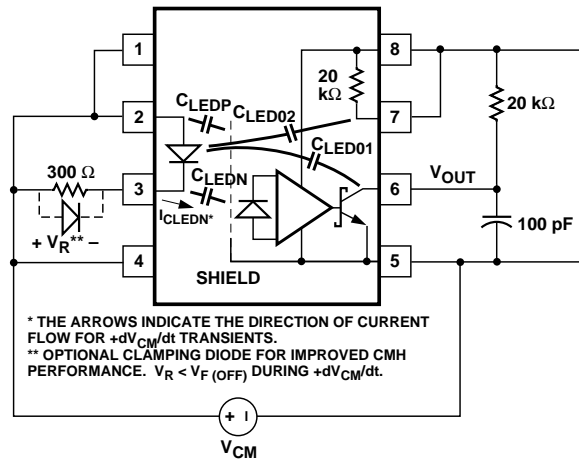 1
8
20
kΩ
CLEDP
CLED02
20 kΩ
2
7
CLED01
300 Ω
CLEDN
VOUT
3
6
ICLEDN*
+ VR** –
100 pF
4
5
SHIELD
* THE ARROWS INDICATE THE DIRECTION OF CURRENT
FLOW FOR +dVCM/dt TRANSIENTS.
** OPTIONAL CLAMPING DIODE FOR IMPROVED CMH
PERFORMANCE. VR < VF (OFF) DURING +dVCM/dt.
+ –
VCM